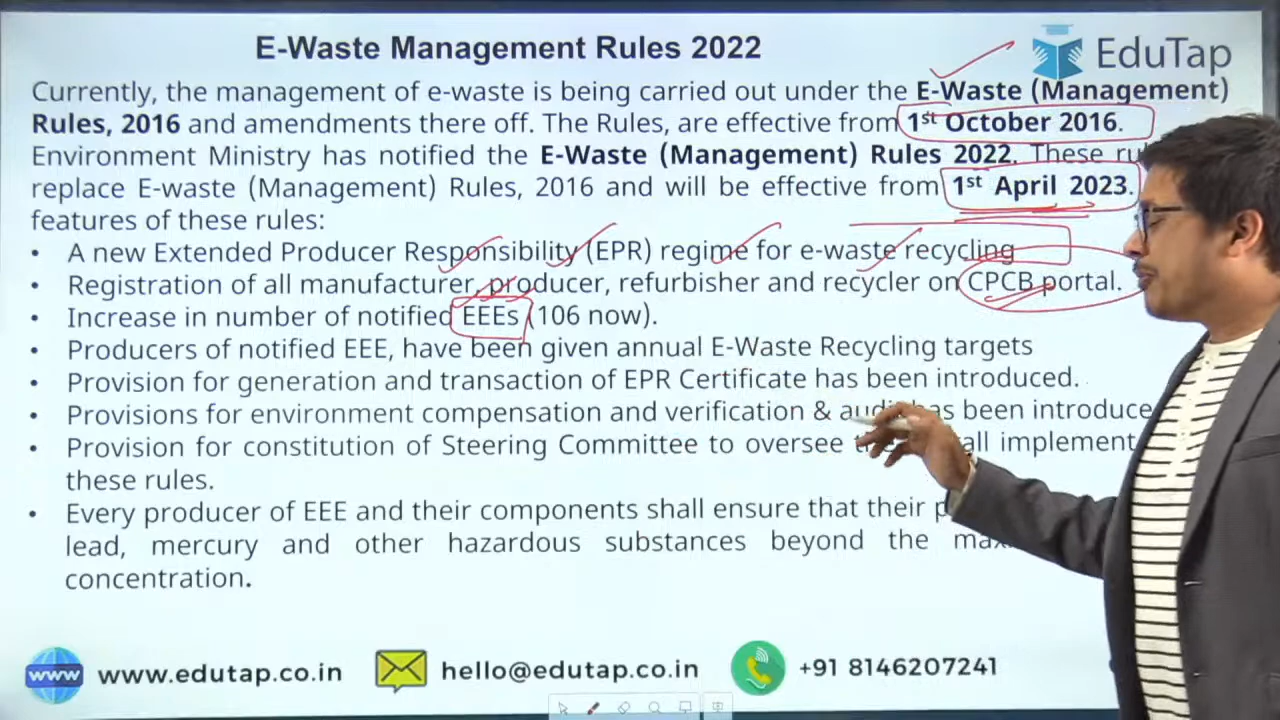 E-Waste Management Rules 2022
EduTap
Currently, the management of e-waste is being carried out under the E-Waste (Management)
Rules, 2016 and amendments there off. The Rules, are effective from 1st October 2016.
Environment Ministry has notified the E-Waste (Management) Rules 2022. These
replace E-waste (Management) Rules, 2016 and will be effective from 1st April 2023.
features of these rules:
• A new Extended Producer Responsibility (EPR) regime for e-waste recycling
• Registration of all manufacturer, producer, refurbisher and recycler on CPCB portal.
• Increase in number of notified EEEs (106 now).
• Producers of notified EEE, have been given annual E-Waste Recycling targets
• Provision for generation and transaction of EPR Certificate has been introduced.
• Provisions for environment compensation and verification & audit has been introduce
• Provision for constitution of Steering Committee to oversee implement
these rules.
• Every producer of EEE and their components shall ensure that their
lead, mercury and other hazardous substances beyond the
concentration.
www www.edutap.co.in hello@edutap.co.in +91 8146207241